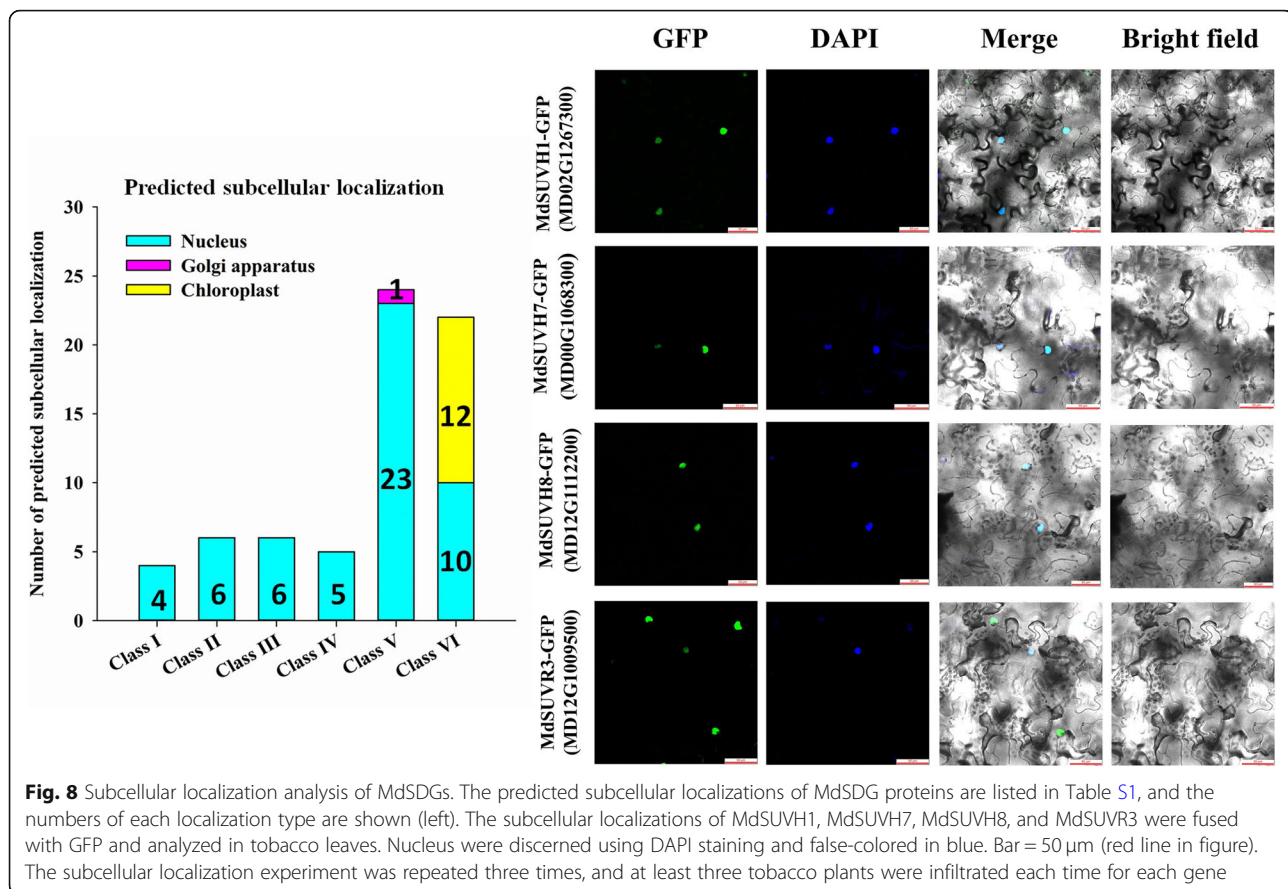 GFP
DAPI
Merge
Bright field
Predicted subcellular localization
Nucleus
Golgi apparatus
Chloroplast
Number of predicted subcellular localization
30
25
20
15
10
5
0
4
6
6
5
1
23
12
10
Class I
Class II
Class III
Class IV
Class V
Class VI
MdSUVH1-GFP
(MD02G1267300)
MdSUVH7-GFP
(MD00G1068300)
MdSUVH8-GFP
(MD12G1112200)
MdSUVR3-GFP
(MD12G1009500)
Fig. 8 Subcellular localization analysis of MdSDGs. The predicted subcellular localizations of MdSDG proteins are listed in Table S1, and the
numbers of each localization type are shown (left). The subcellular localizations of MdSUVH1, MdSUVH7, MdSUVH8, and MdSUVR3 were fused
with GFP and analyzed in tobacco leaves. Nucleus were discerned using DAPI staining and false-colored in blue. Bar = 50 μm (red line in figure).
The subcellular localization experiment was repeated three times, and at least three tobacco plants were infiltrated each time for each gene